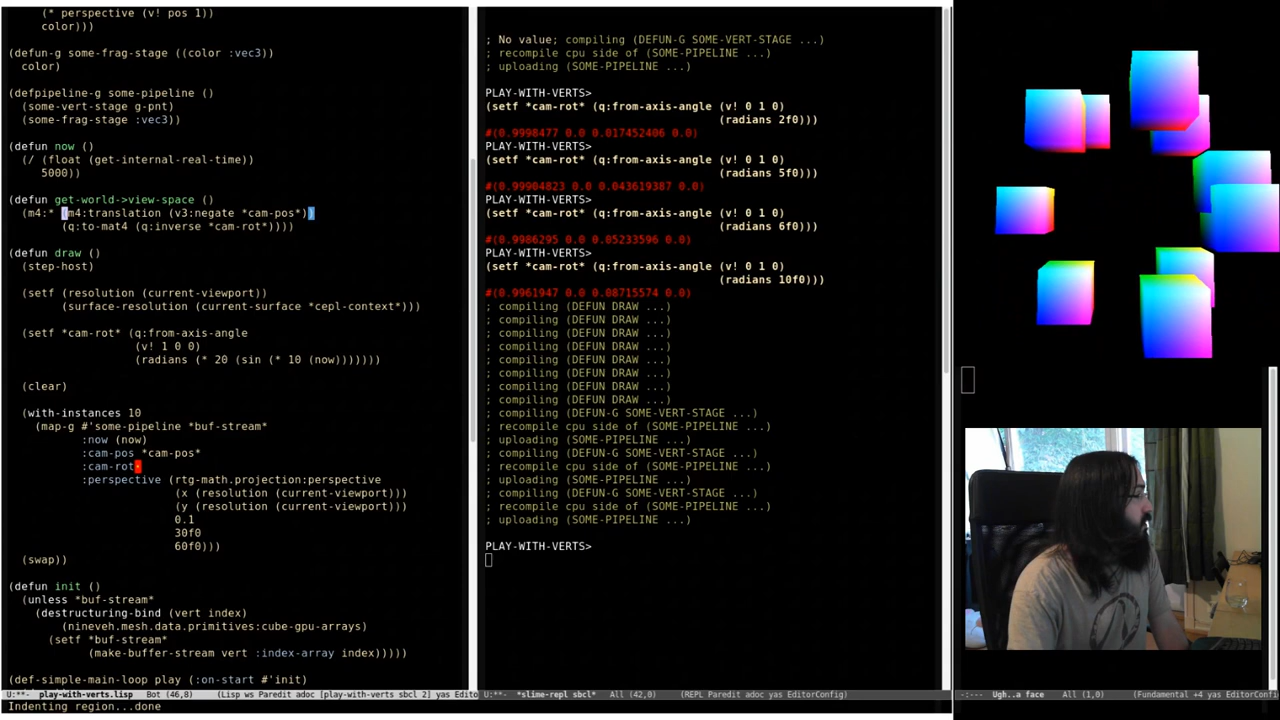 (* perspective (v! pos 1))
color)))
(defun-g some-frag-stage ((color :vec3))
color)
(defpipeline-g some-pipeline ()
(some-vert-stage g-pnt)
(some-frag-stage :vec3))
(defun now ()
(/ (float (get-internal-real-time))
5000))
(defun get-world->view-space ()
(m4:* (m4:translation (v3:negate *cam-pos*))
(q:to-mat4 (q:inverse *cam-rot*))))
(defun draw ()
(step-host)
(setf (resolution (current-viewport))
(surface-resolution (current-surface *cepl-context*)))
(setf *cam-rot* (q:from-axis-angle
(v! 1 0 0)
(radians (* 20 (sin (* 10 (now)))))))
(clear)
(with-instances 10
(map-g #'some-pipeline *buf-stream*
:now (now)
:cam-pos *cam-pos*
:cam-rot*
:perspective (rtg-math.projection:perspective
(x (resolution (current-viewport)))
(y (resolution (current-viewport)))
0.1
30f0
60f0)))
(swap))
(defun init ()
(unless *buf-stream*
(destructuring-bind (vert index)
(nineveh.mesh.data.primitives:cube-gpu-arrays)
(setf *buf-stream*
(make-buffer-stream vert :index-array index)))))
(def-simple-main-loop play (:on-start #'init)
U:**- play-with-verts.lisp Bot (46,8) (Lisp ws Paredit adoc [play-with-verts sbcl 2] yas Edito
Indenting region...done
; No value; compiling (DEFUN-G SOME-VERT-STAGE ...)
; recompile cpu side of (SOME-PIPELINE ...)
; uploading (SOME-PIPELINE ...)
PLAY-WITH-VERTS>
(setf *cam-rot* (q:from-axis-angle (v! 0 1 0)
(radians 2f0)))
#(0.9998477 0.0 0.017452406 0.0)
PLAY-WITH-VERTS>
(setf *cam-rot* (q:from-axis-angle (v! 0 1 0)
(radians 5f0)))
#(0.99904823 0.0 0.043619387 0.0)
PLAY-WITH-VERTS>
(setf *cam-rot* (q:from-axis-angle (v! 0 1 0)
(radians 6f0)))
#(0.9986295 0.0 0.05233596 0.0)
PLAY-WITH-VERTS>
(setf *cam-rot* (q:from-axis-angle (v! 0 1 0)
(radians 10f0)))
#(0.9961947 0.0 0.08715574 0.0)
; compiling (DEFUN DRAW ...)
; compiling (DEFUN DRAW ...)
; compiling (DEFUN DRAW ...)
; compiling (DEFUN DRAW ...)
; compiling (DEFUN DRAW ...)
; compiling (DEFUN DRAW ...)
; compiling (DEFUN DRAW ...)
; compiling (DEFUN DRAW ...)
; compiling (DEFUN-G SOME-VERT-STAGE ...)
; recompile cpu side of (SOME-PIPELINE ...)
; uploading (SOME-PIPELINE ...)
; compiling (DEFUN-G SOME-VERT-STAGE ...)
; recompile cpu side of (SOME-PIPELINE ...)
; uploading (SOME-PIPELINE ...)
; compiling (DEFUN-G SOME-VERT-STAGE ...)
; recompile cpu side of (SOME-PIPELINE ...)
; uploading (SOME-PIPELINE ...)
PLAY-WITH-VERTS>
U:**- *slime-repl sbcl* All (42,0) (REPL Paredit adoc EditorConfig)
-:--- Ugh..a face All (1,0) (Fundamental +4 yas EditorConfi